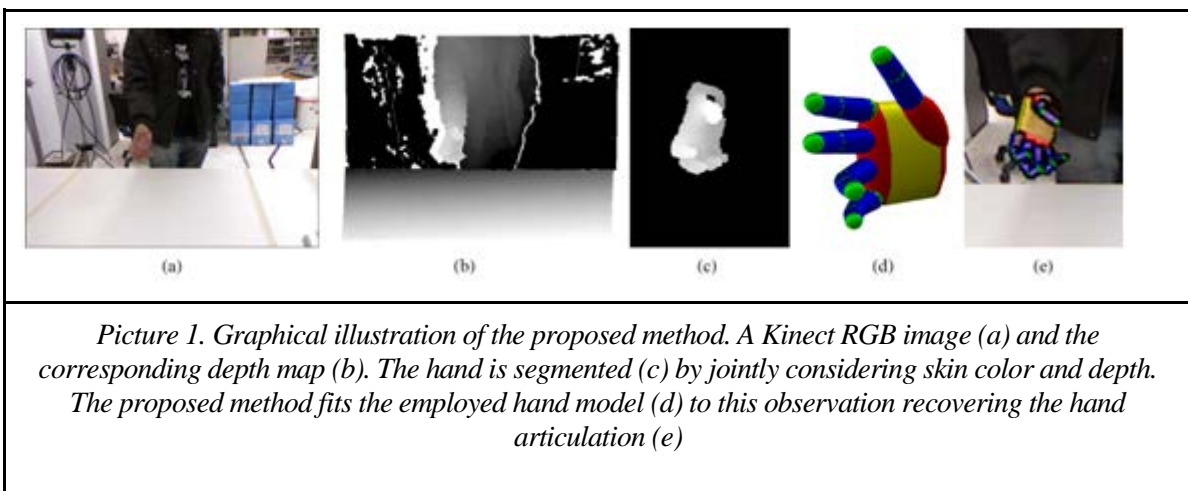 (a)
(b)
(c)
(d)
(e)
Picture 1. Graphical illustration of the proposed method. A Kinect RGB image (a) and the
corresponding depth map (b). The hand is segmented (c) by jointly considering skin color and depth.
The proposed method fits the employed hand model (d) to this observation recovering the hand
articulation (e)